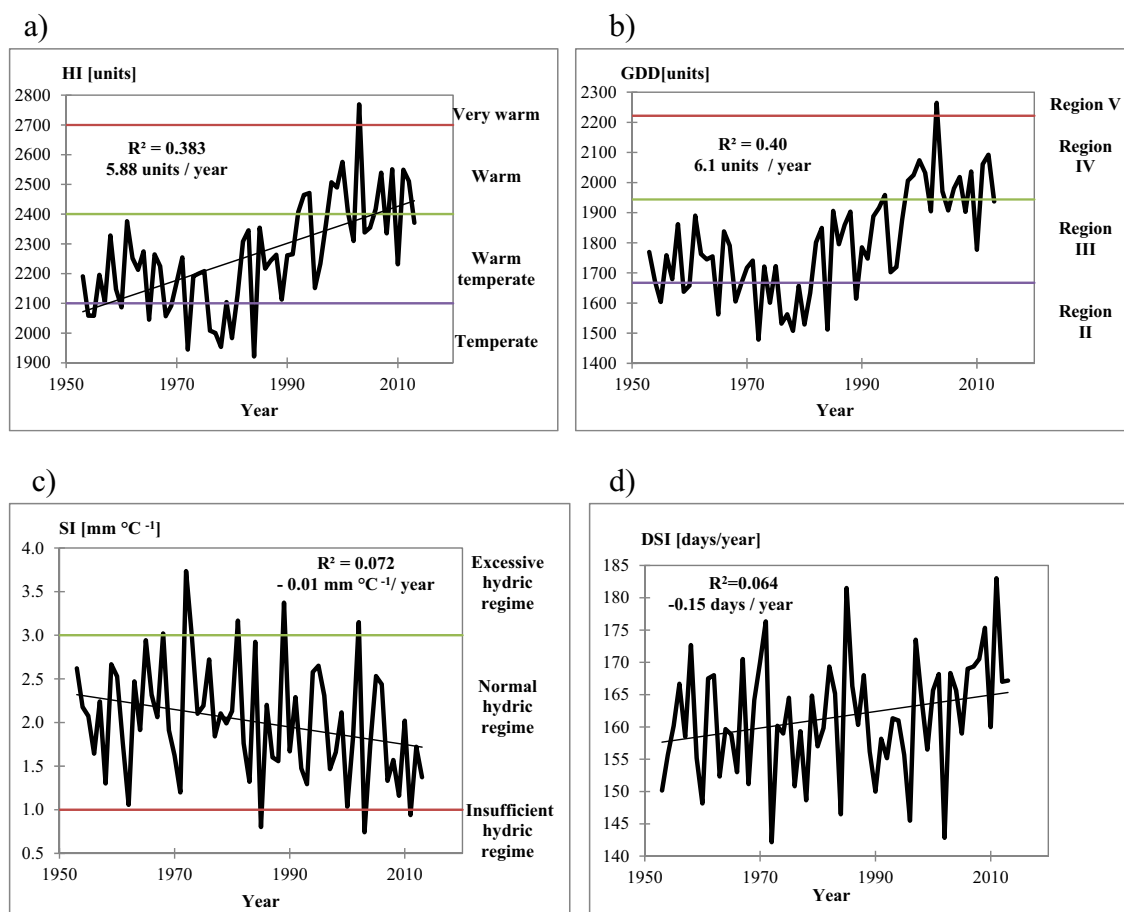 a)
HI [units]
2800
2700
2600
2500
2400
2300
2200
2100
2000
1900
R² = 0.383
5.88 units / year
Very warm
Warm
Warm
temperate
Temperate
1950
1970
1990
2010
Year
b)
GDD[units]
2300
2200
2100
2000
1900
1800
1700
1600
1500
1400
R² = 0.40
6.1 units / year
Region V
Region
IV
Region
III
Region
II
1950
1970
1990
2010
Year
c)
SI [mm °C -1]
4.0
3.5
3.0
2.5
2.0
1.5
1.0
0.5
R² = 0.072
- 0.01 mm °C -1/ year
Excessive
hydric
regime
Normal
hydric
regime
Insufficient
hydric
regime
1950
1970
1990
2010
Year
d)
DSI [days/year]
185
180
175
170
165
160
155
150
145
140
R²=0.064
-0.15 days / year
1950
1970
1990
2010
Year